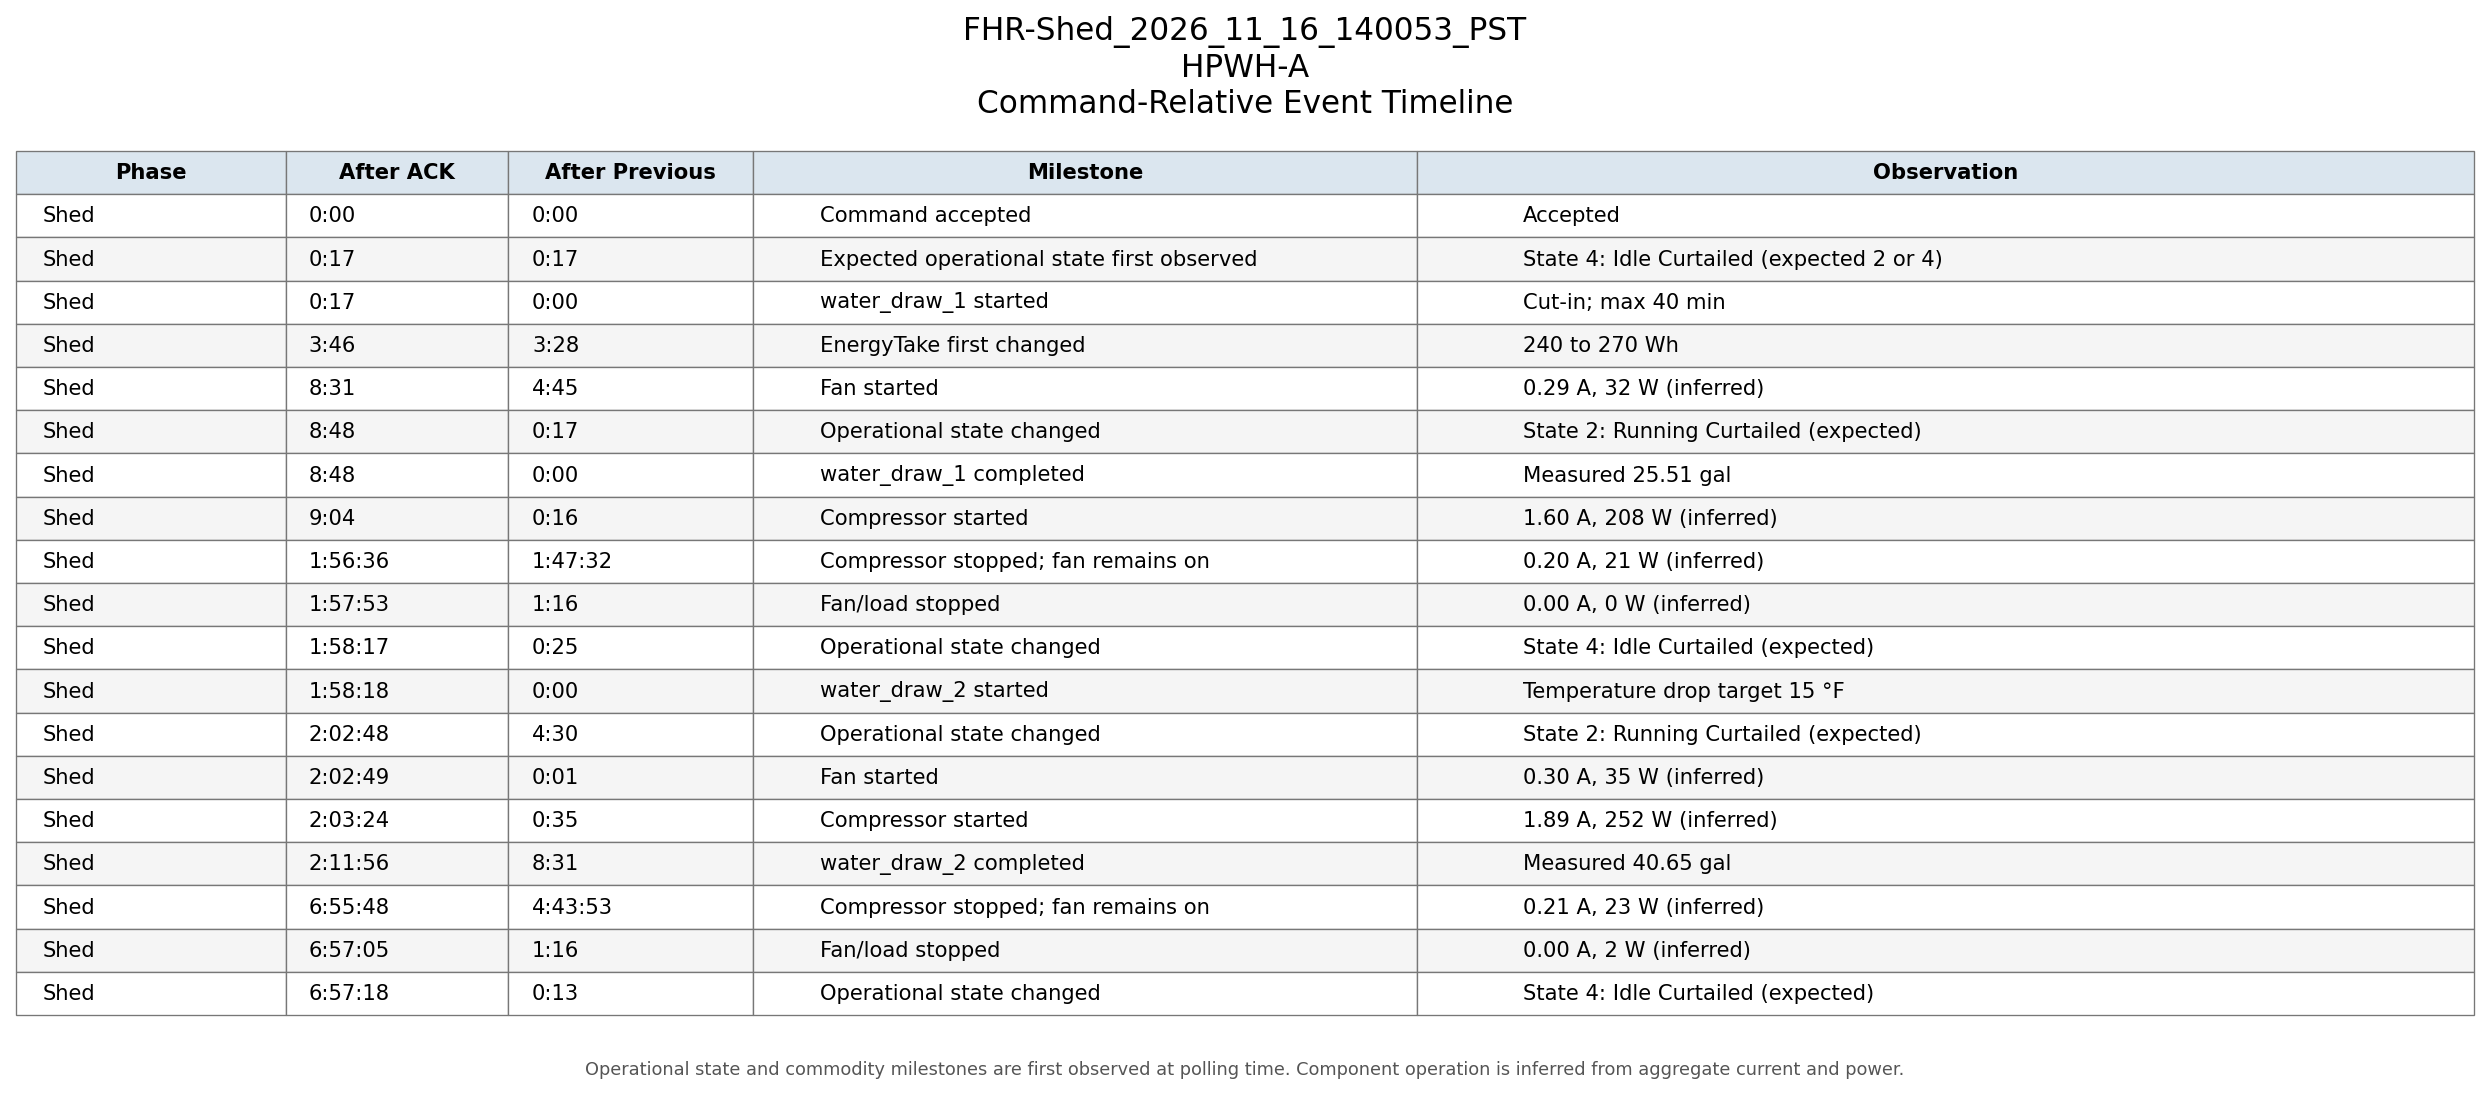 FHR-Shed_2026_11_16_140053_PST
HPWH-A
Command-Relative Event Timeline
Phase After ACK After Previous Milestone Observation
Shed 0:00 0:00 Command accepted Accepted
Shed 0:17 0:17 Expected operational state first observed State 4: Idle Curtailed (expected 2 or 4)
Shed 0:17 0:00 water_draw_1 started Cut-in; max 40 min
Shed 3:46 3:28 EnergyTake first changed 240 to 270 Wh
Shed 8:31 4:45 Fan started 0.29 A, 32 W (inferred)
Shed 8:48 0:17 Operational state changed State 2: Running Curtailed (expected)
Shed 8:48 0:00 water_draw_1 completed Measured 25.51 gal
Shed 9:04 0:16 Compressor started 1.60 A, 208 W (inferred)
Shed 1:56:36 1:47:32 Compressor stopped; fan remains on 0.20 A, 21 W (inferred)
Shed 1:57:53 1:16 Fan/load stopped 0.00 A, 0 W (inferred)
Shed 1:58:17 0:25 Operational state changed State 4: Idle Curtailed (expected)
Shed 1:58:18 0:00 water_draw_2 started Temperature drop target 15 °F
Shed 2:02:48 4:30 Operational state changed State 2: Running Curtailed (expected)
Shed 2:02:49 0:01 Fan started 0.30 A, 35 W (inferred)
Shed 2:03:24 0:35 Compressor started 1.89 A, 252 W (inferred)
Shed 2:11:56 8:31 water_draw_2 completed Measured 40.65 gal
Shed 6:55:48 4:43:53 Compressor stopped; fan remains on 0.21 A, 23 W (inferred)
Shed 6:57:05 1:16 Fan/load stopped 0.00 A, 2 W (inferred)
Shed 6:57:18 0:13 Operational state changed State 4: Idle Curtailed (expected)
Operational state and commodity milestones are first observed at polling time. Component operation is inferred from aggregate current and power.